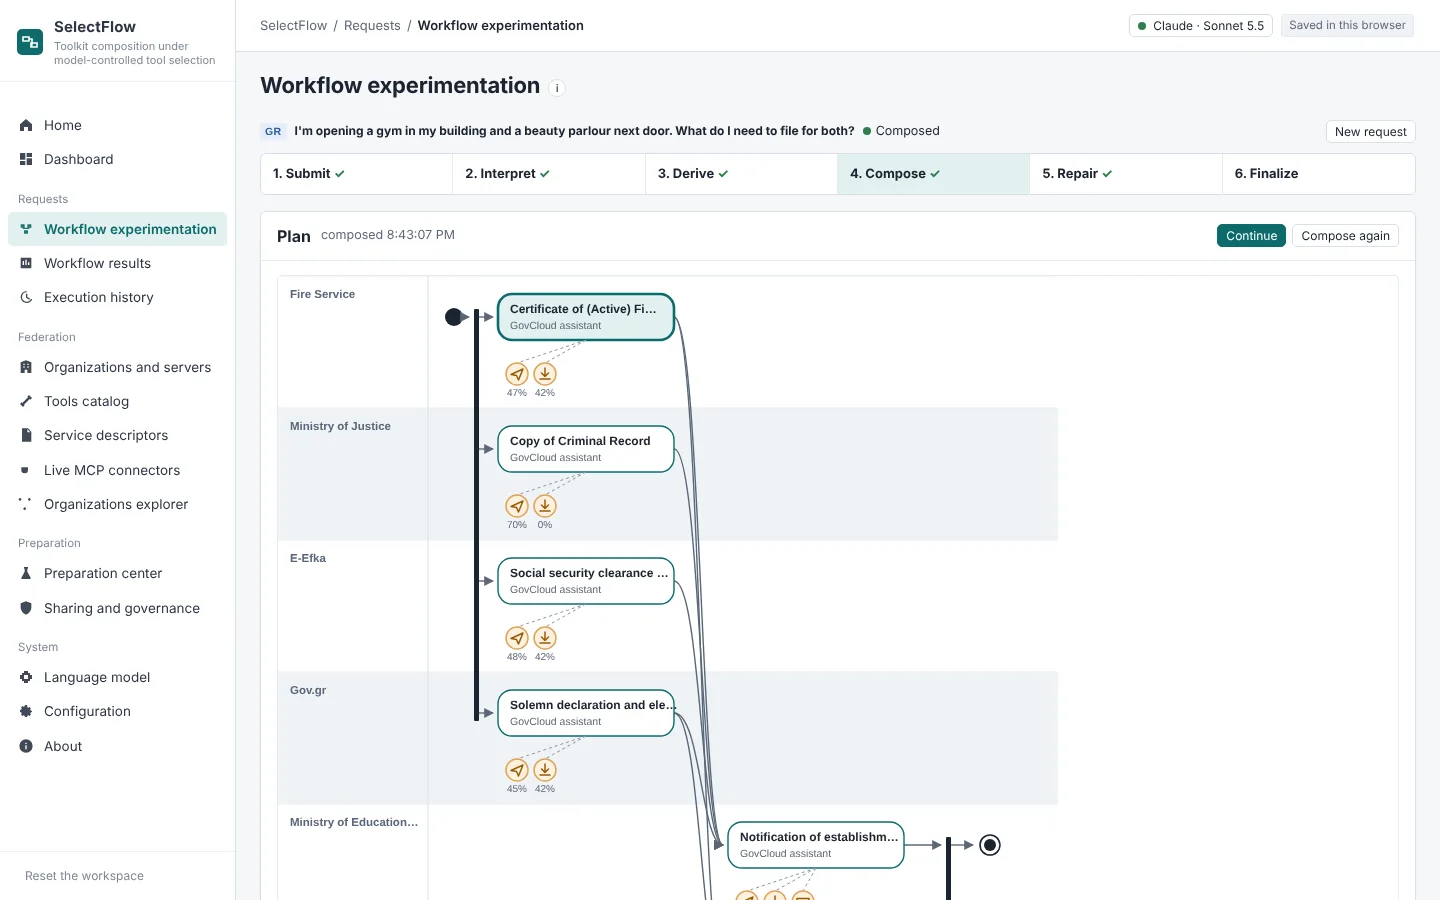 SelectFlow
Toolkit composition under
model-controlled tool selection
Home
Dashboard
Requests
Workflow experimentation
Workflow results
Execution history
Federation
Organizations and servers
Tools catalog
Service descriptors
Live MCP connectors
Organizations explorer
Preparation
Preparation center
Sharing and governance
System
Language model
Configuration
About
Reset the workspace
SelectFlow / Requests / Workflow experimentation
Claude · Sonnet 5.5
Saved in this browser
Workflow experimentation i
GR I'm opening a gym in my building and a beauty parlour next door. What do I need to file for both? Composed
New request
1. Submit
2. Interpret
3. Derive
4. Compose
5. Repair
6. Finalize
Plan composed 8:43:07 PM
Continue
Compose again
Fire Service
Certificate of (Active) Fi...
GovCloud assistant
47% 42%
Ministry of Justice
Copy of Criminal Record
GovCloud assistant
70% 0%
E-Efka
Social security clearance ...
GovCloud assistant
48% 42%
Gov.gr
Solemn declaration and ele...
GovCloud assistant
45% 42%
Ministry of Education...
Notification of establishm...
GovCloud assistant